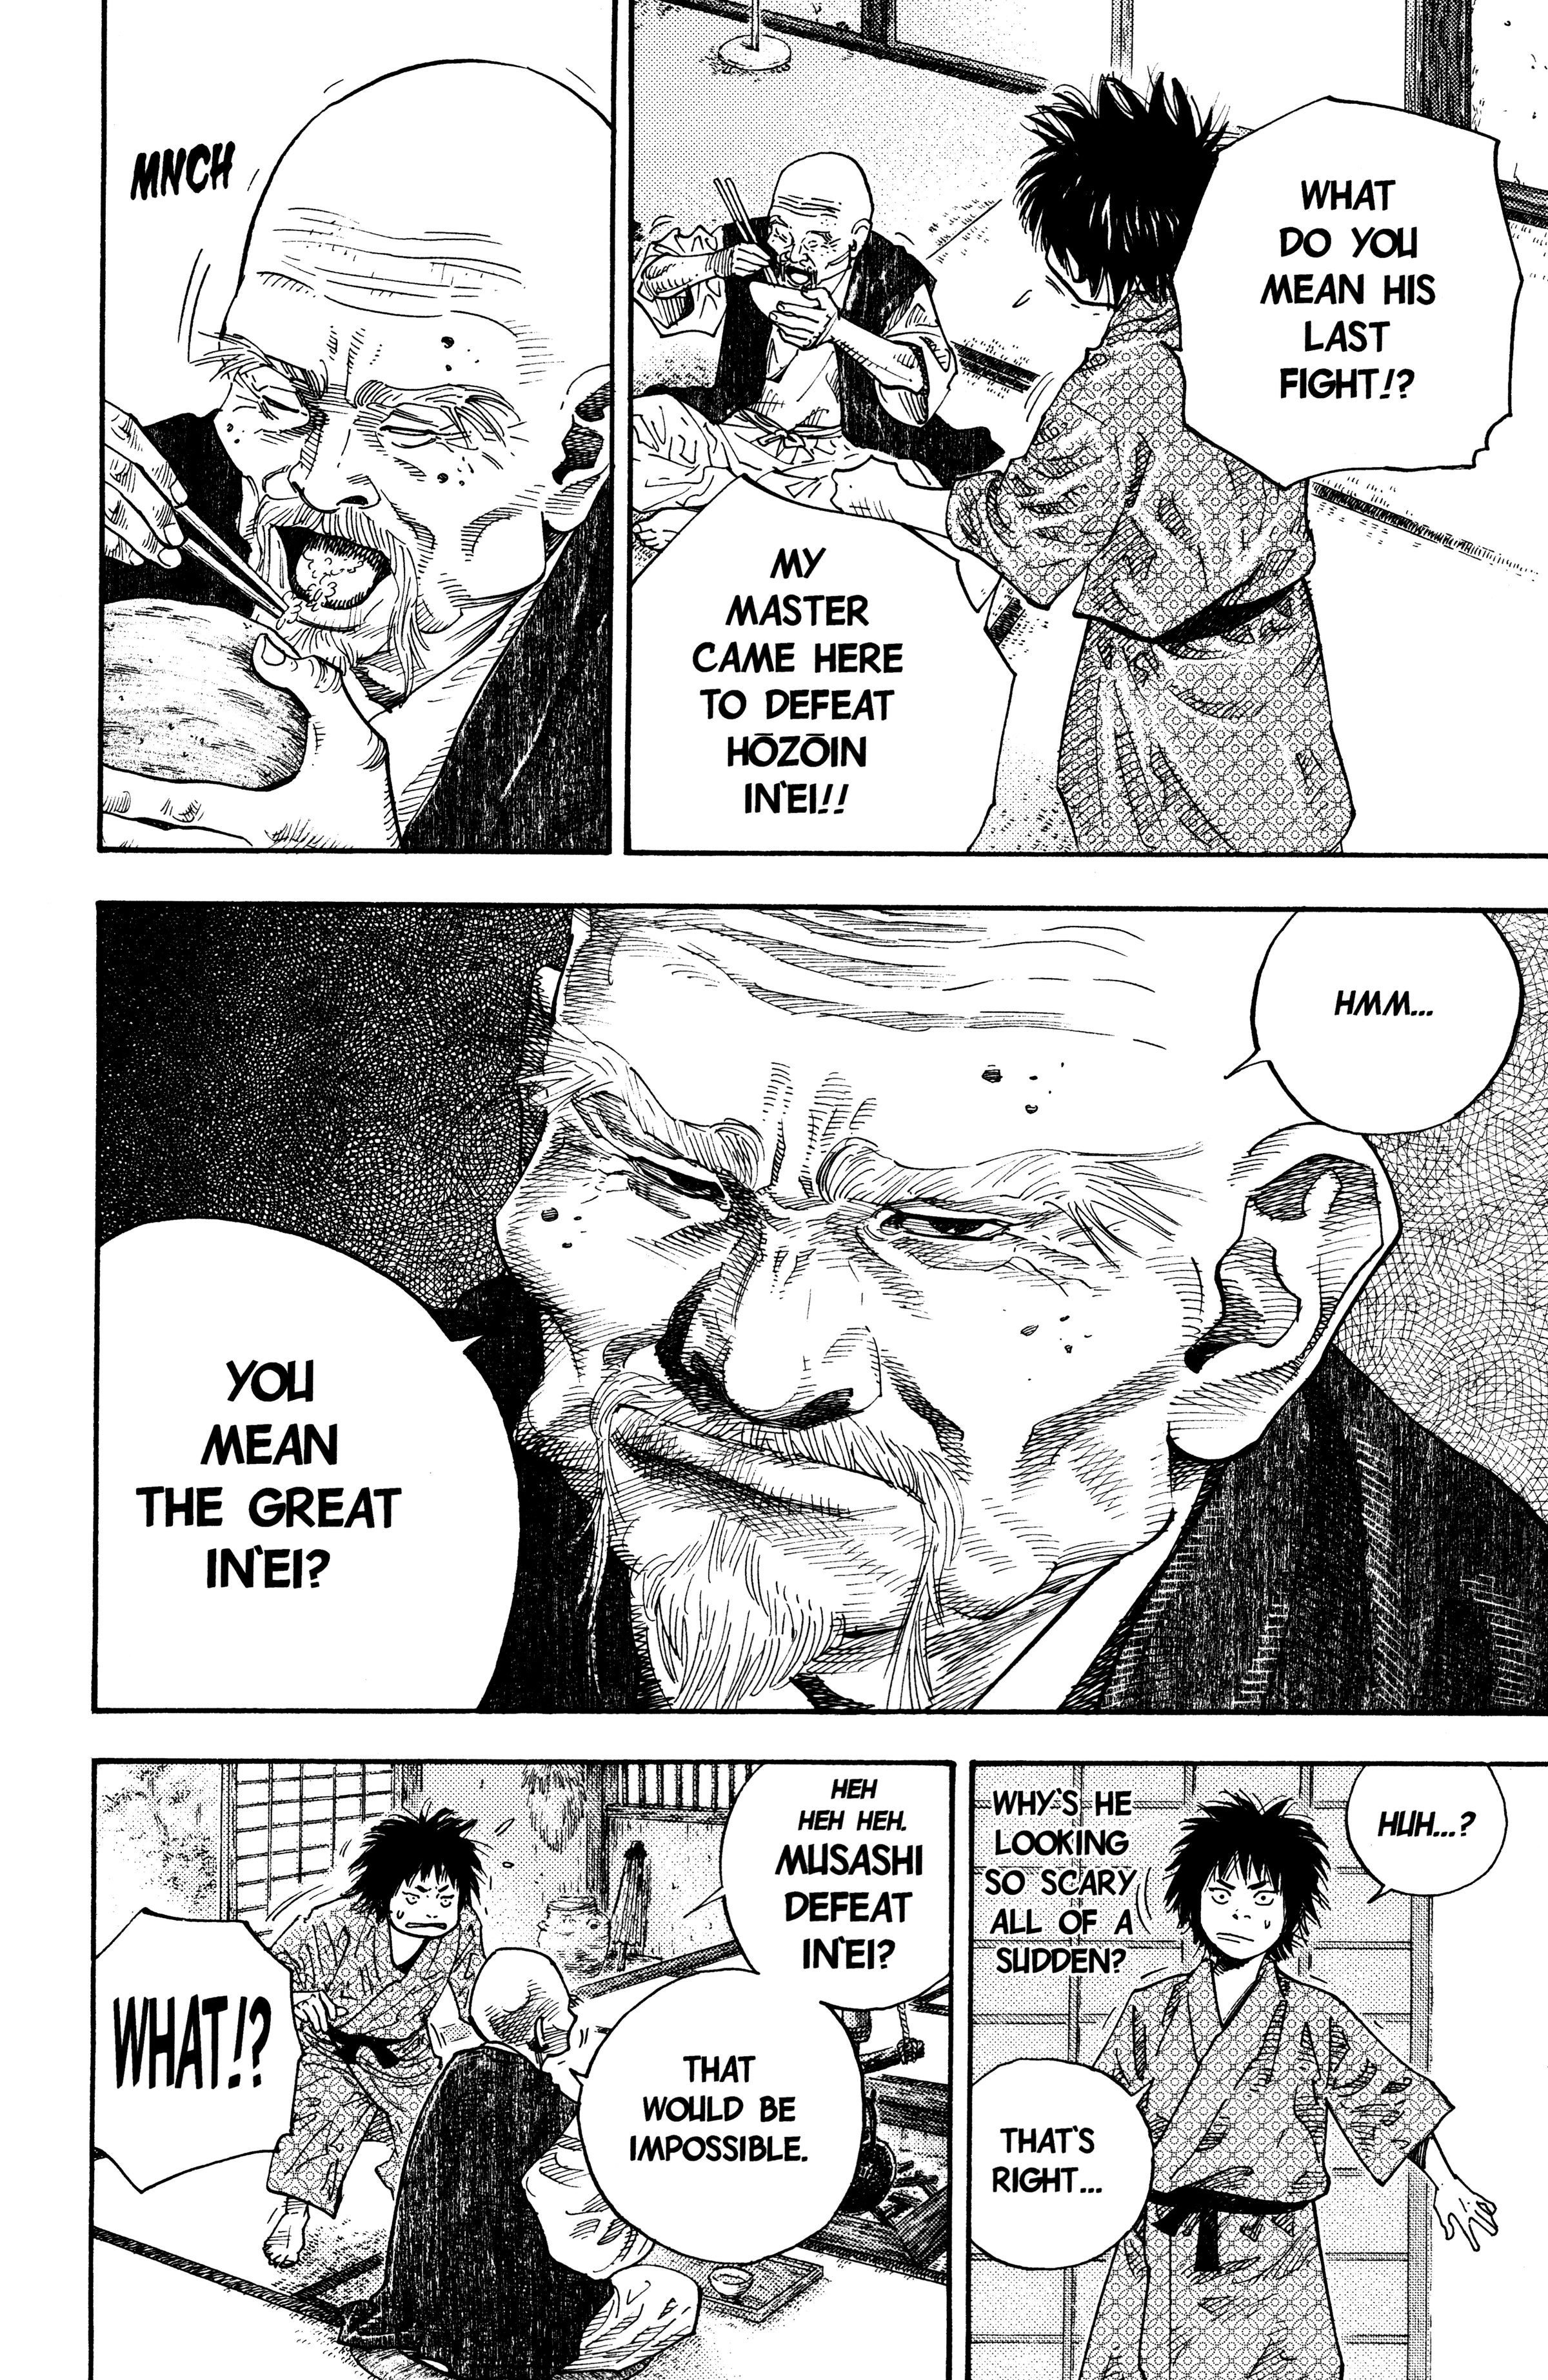 WHAT
DO YOU
MEAN HIS
LAST
FIGHT!?
MY
MASTER
CAME HERE
TO DEFEAT
HŌZŌIN
IN'EI!!
MNCH
HMM...
YOU
MEAN
THE GREAT
IN'EI?
HUH...?
WHY'S HE
LOOKING
SO SCARY
ALL OF A
SUDDEN?
THAT'S
RIGHT...
HEH
HEH HEH.
MUSASHI
DEFEAT
IN'EI?
THAT
WOULD BE
IMPOSSIBLE.
WHAT!?